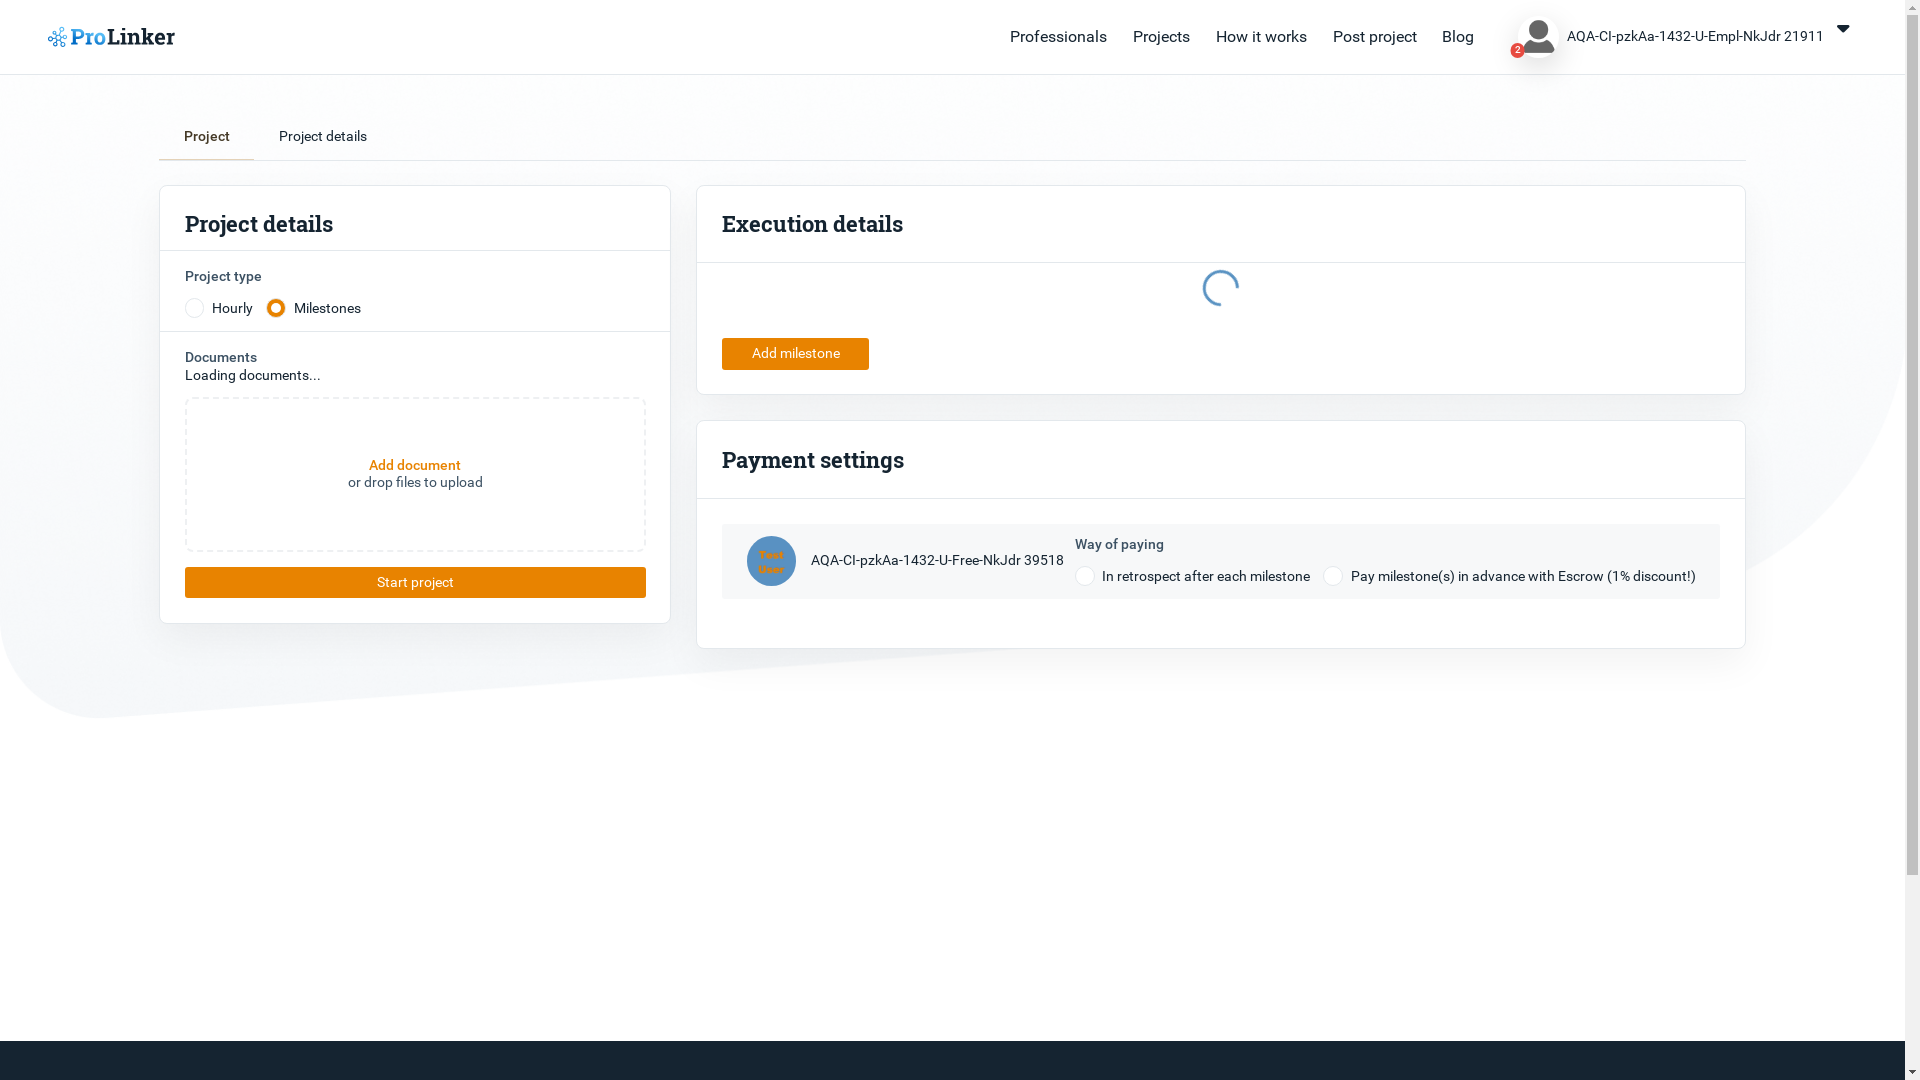 ProLinker
Professionals
Projects
How it works
Post project
Blog
2
AQA-CI-pzkAa-1432-U-Empl-NkJdr 21911
Project
Project details
Project details
Project type
Hourly
Milestones
Documents
Loading documents...
Add document
or drop files to upload
Start project
Execution details
Add milestone
Payment settings
Test
User
AQA-CI-pzkAa-1432-U-Free-NkJdr 39518
Way of paying
In retrospect after each milestone
Pay milestone(s) in advance with Escrow (1% discount!)